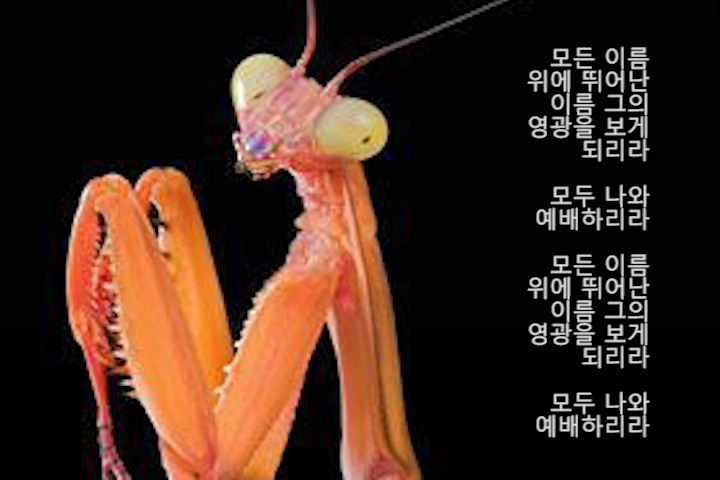 모든 이름
위에 뛰어난
이름 그의
영광을 보게
되리라
모두 나와
예배하리라
모든 이름
위에 뛰어난
이름 그의
영광을 보게
되리라
모두 나와
예배하리라